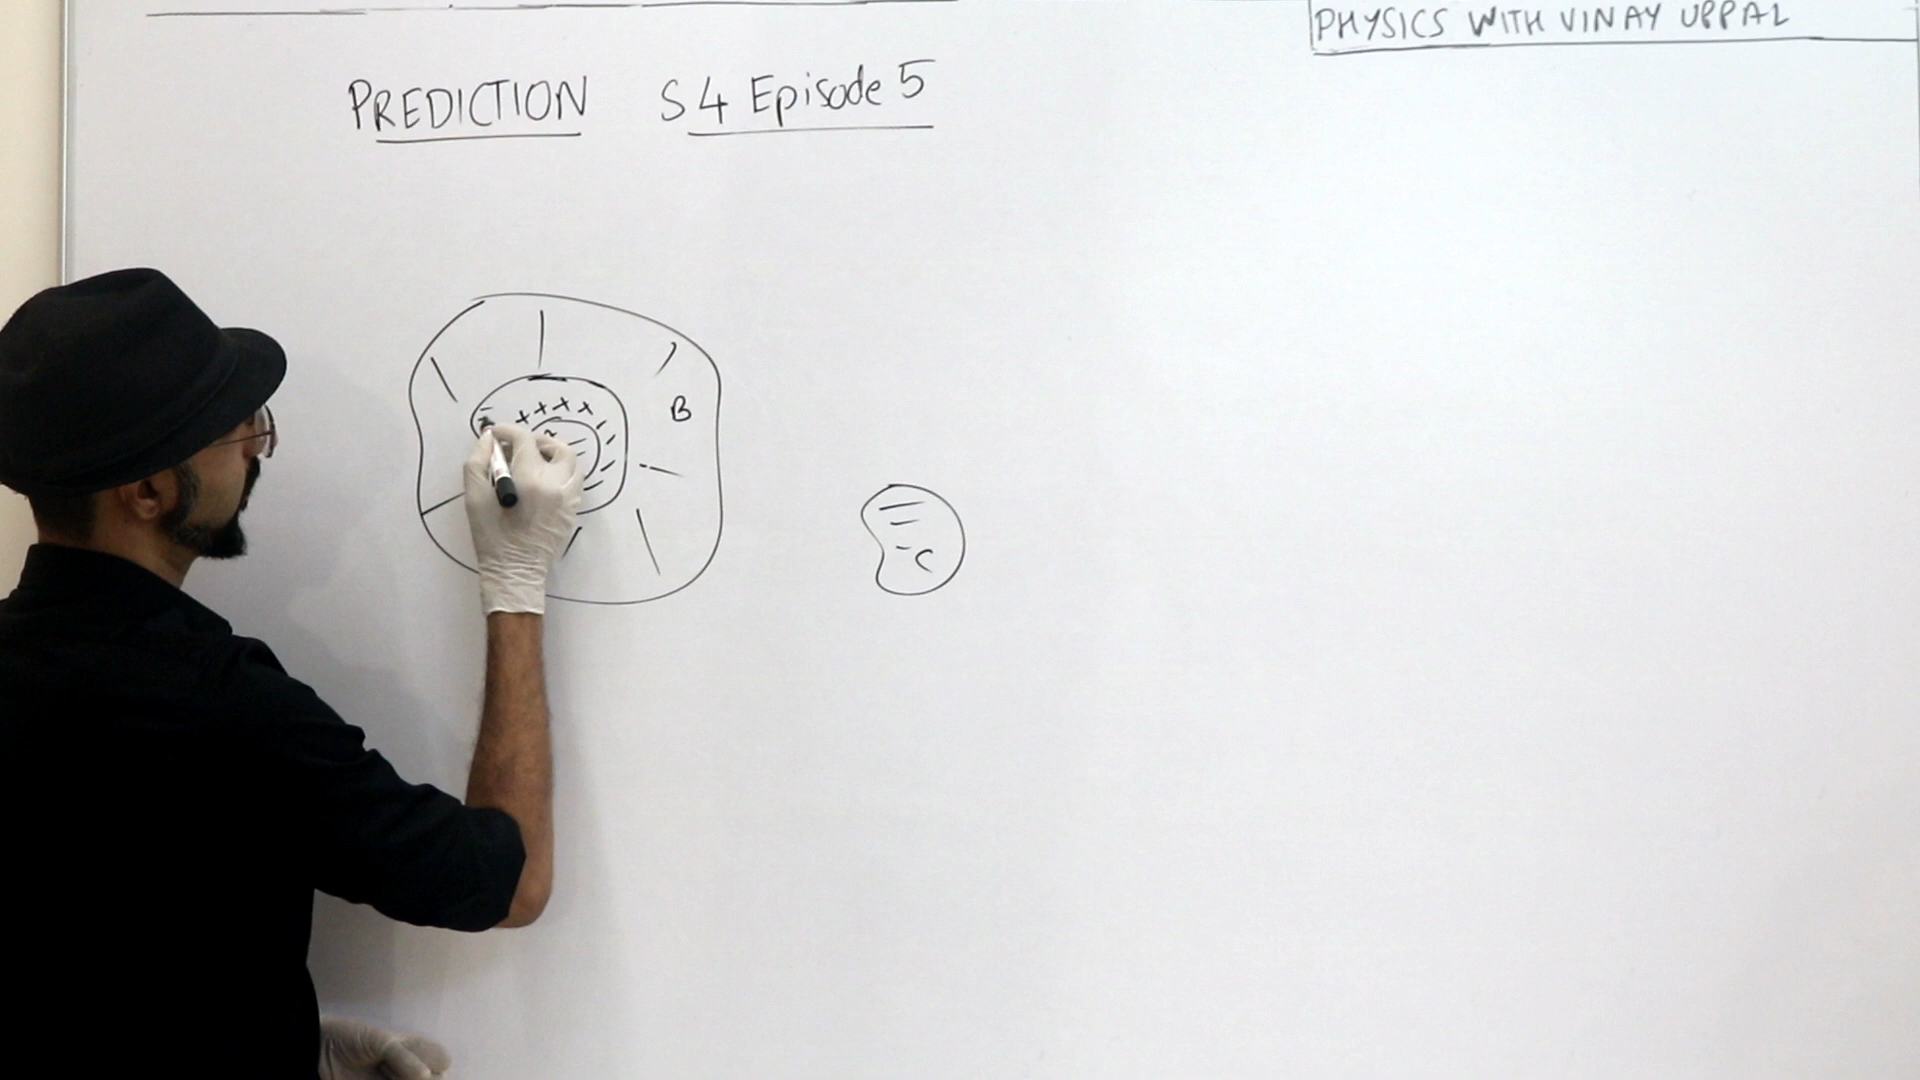 PHYSICS WITH VINAY UPPAL
PREDICTION S4 Episode 5
++++
B
C